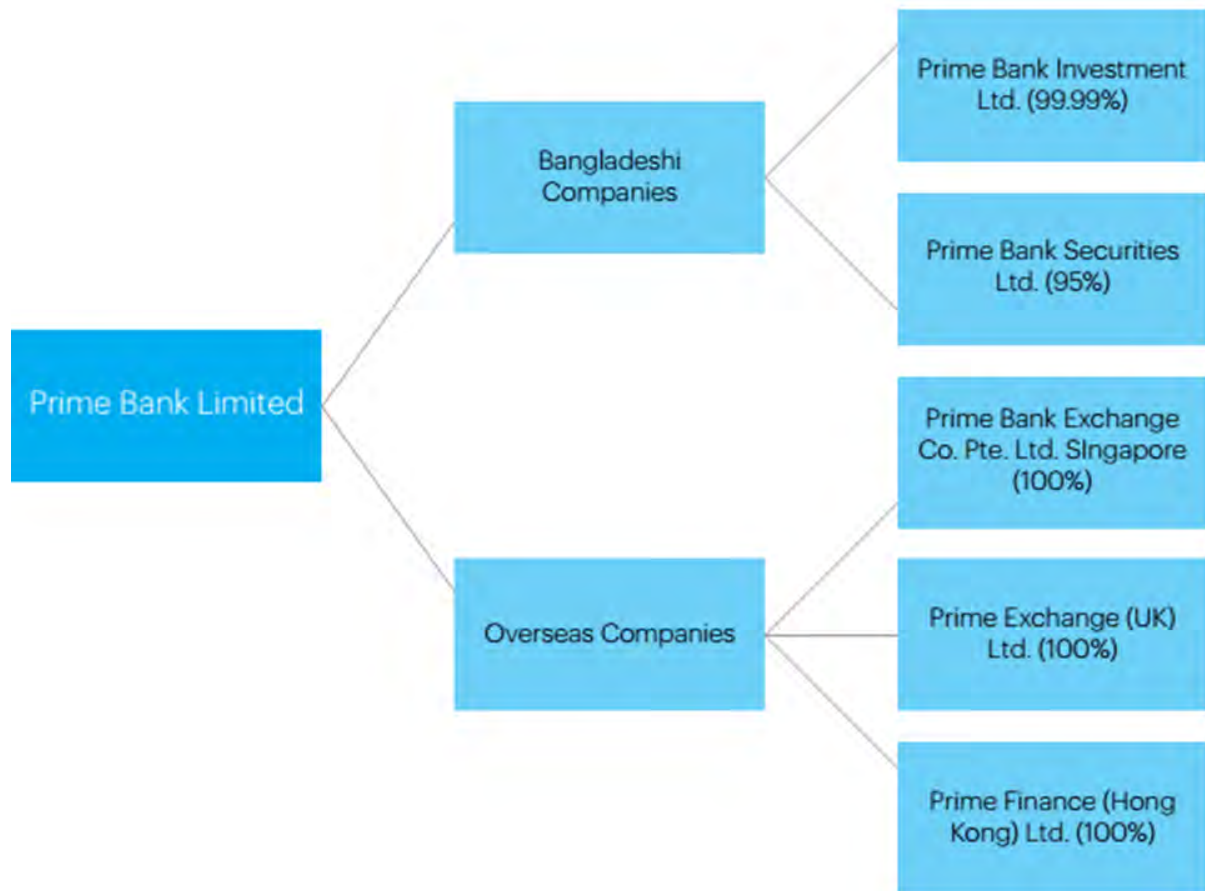 Prime Bank Limited
Bangladeshi
Companies
Overseas Companies
Prime Bank Investment
Ltd. (99.99%)
Prime Bank Securities
Ltd. (95%)
Prime Bank Exchange
Co. Pte. Ltd. SIngapore
(100%)
Prime Exchange (UK)
Ltd. (100%)
Prime Finance (Hong
Kong) Ltd. (100%)